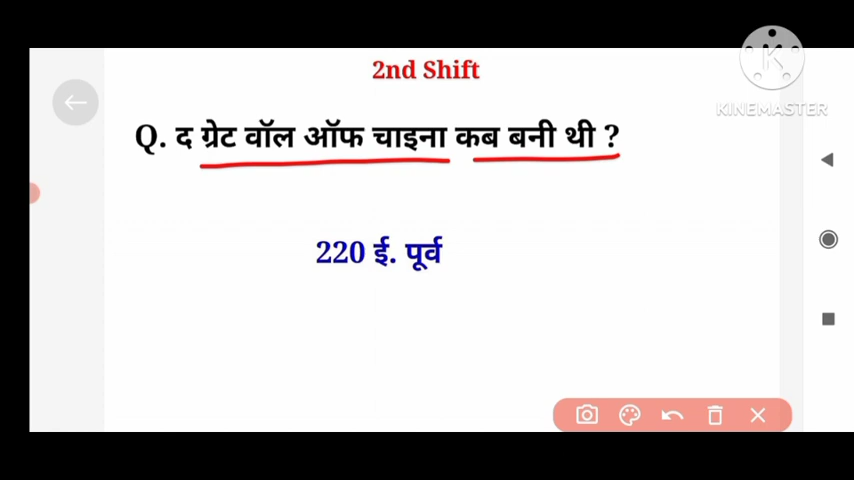 2nd Shift
K
KINEMASTER
Q. द ग्रेट वॉल ऑफ चाइना कब बनी थी ?
220 ई. पूर्व